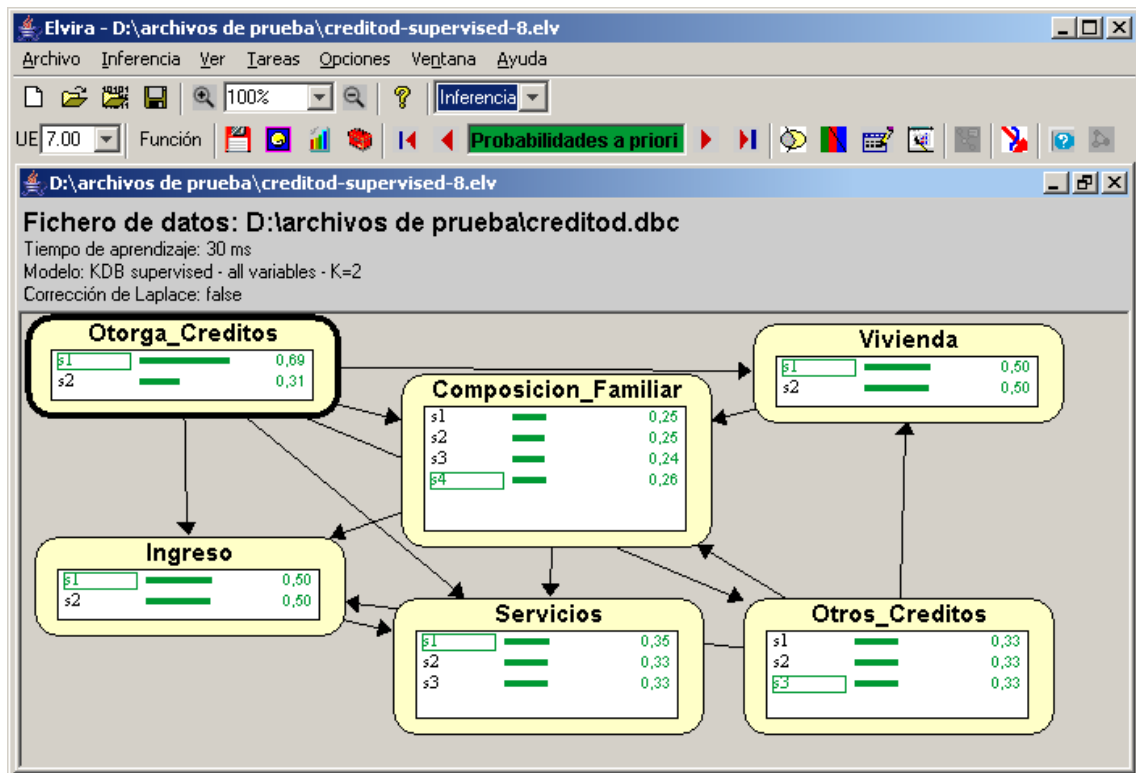 Elvira - D:\archivos de prueba\creditod-supervised-8.elv
Archivo Inferencia Ver Tareas Opciones Ventana Ayuda
100% Inferencia
UE 7.00 Función Probabilidades a priori
D:\archivos de prueba\creditod-supervised-8.elv
Fichero de datos: D:\archivos de prueba\creditod.dbc
Tiempo de aprendizaje: 30 ms
Modelo: KDB supervised - all variables - K=2
Corrección de Laplace: false
Otorga_Creditos
s1 0,69
s2 0,31
Vivienda
s1 0,50
s2 0,50
Composicion_Familiar
s1 0,25
s2 0,25
s3 0,24
s4 0,26
Ingreso
s1 0,50
s2 0,50
Servicios
s1 0,35
s2 0,33
s3 0,33
Otros_Creditos
s1 0,33
s2 0,33
s3 0,33